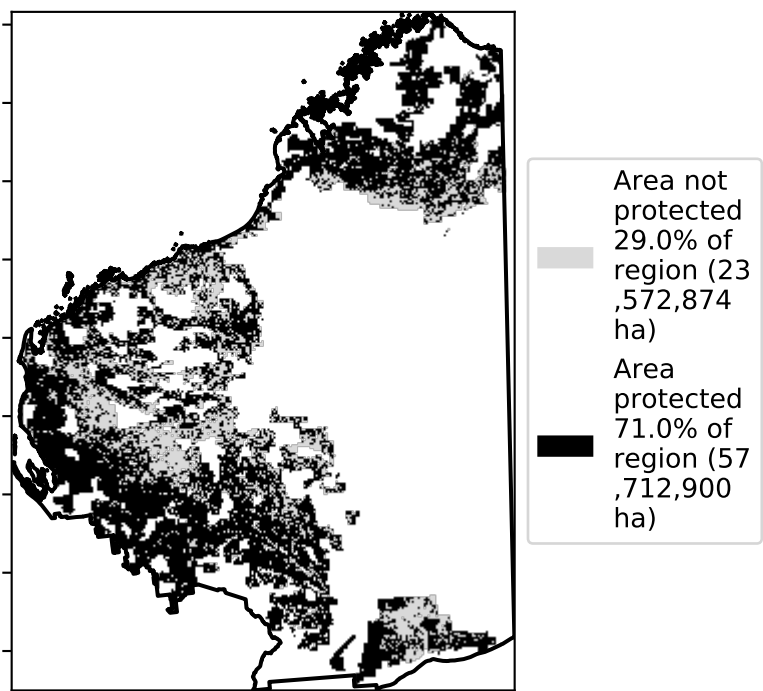 Area not
protected
29.0% of
region (23
,572,874
ha)
Area
protected
71.0% of
region (57
,712,900
ha)